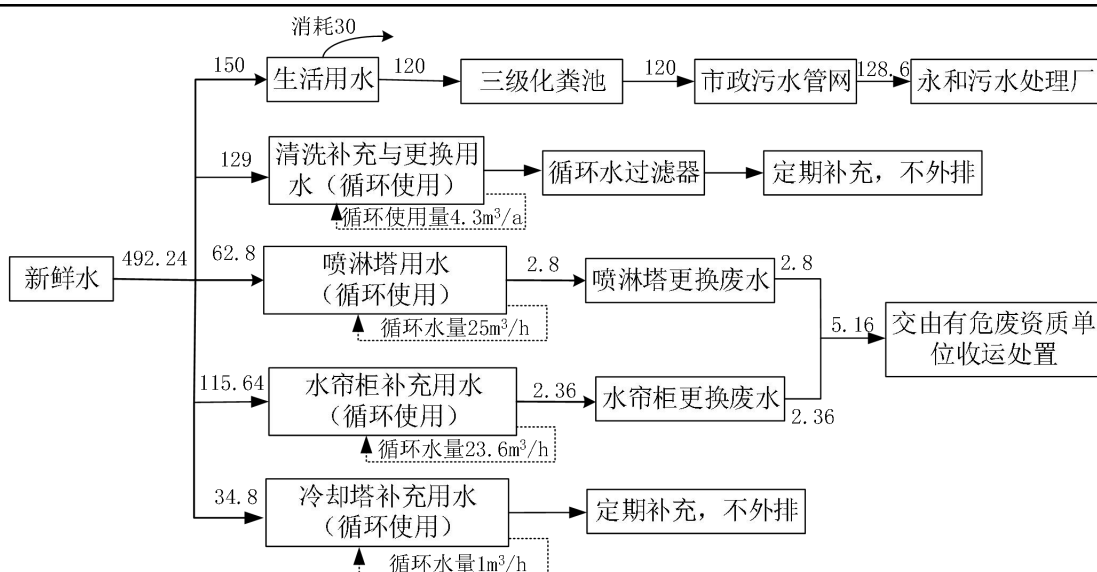 消耗30
150
生活用水
120
三级化粪池
120
市政污水管网
128.6
永和污水处理厂
129
清洗补充与更换用
水（循环使用）
循环水过滤器
定期补充，不外排
循环使用量4.3m³/a
新鲜水
492.24
62.8
喷淋塔用水
（循环使用）
2.8
喷淋塔更换废水
2.8
循环水量25m³/h
5.16
交由有危废资质单
位收运处置
115.64
水帘柜补充用水
（循环使用）
2.36
水帘柜更换废水
2.36
循环水量23.6m³/h
34.8
冷却塔补充用水
（循环使用）
定期补充，不外排
循环水量1m³/h